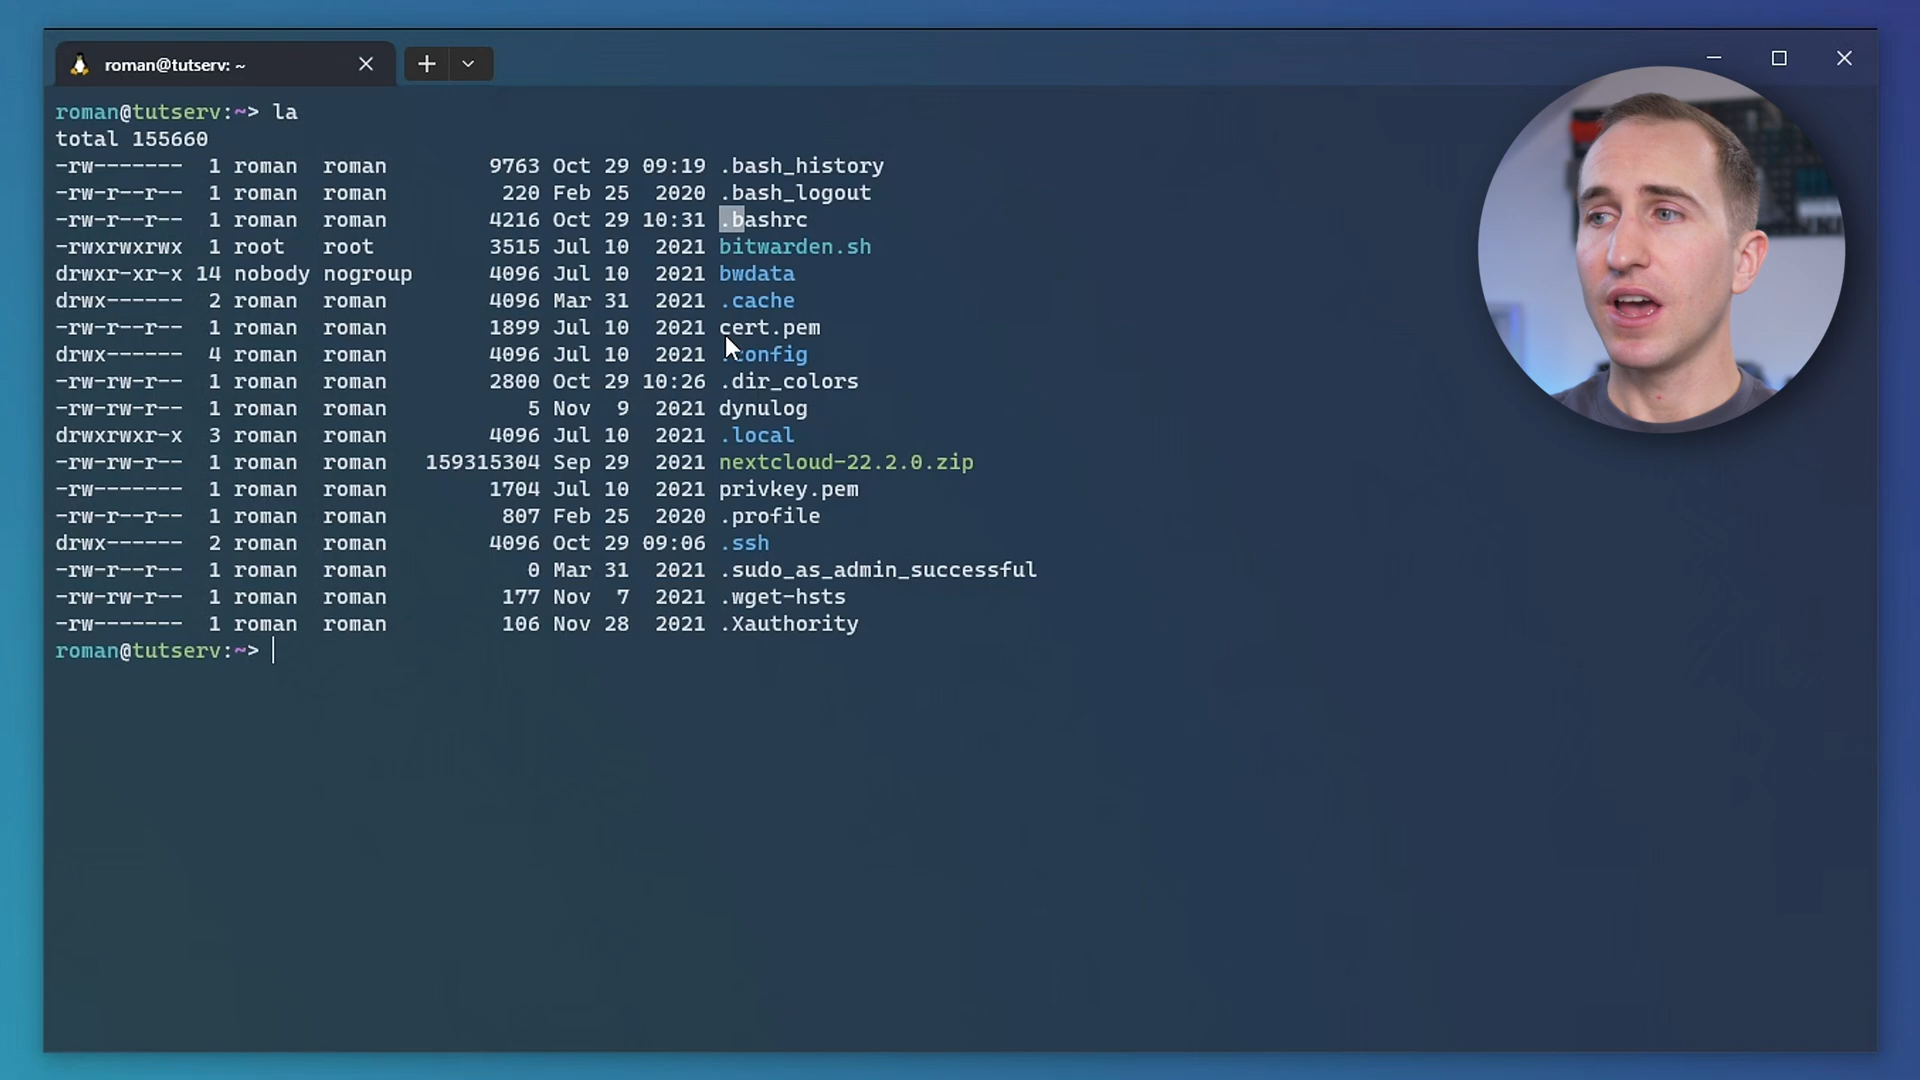 roman@tutserv: ~
roman@tutserv:~> la
total 155660
-rw------- 1 roman roman 9763 Oct 29 09:19 .bash_history
-rw-r--r-- 1 roman roman 220 Feb 25 2020 .bash_logout
-rw-r--r-- 1 roman roman 4216 Oct 29 10:31 .bashrc
-rwxrwxrwx 1 root root 3515 Jul 10 2021 bitwarden.sh
drwxr-xr-x 14 nobody nogroup 4096 Jul 10 2021 bwdata
drwx------ 2 roman roman 4096 Mar 31 2021 .cache
-rw-r--r-- 1 roman roman 1899 Jul 10 2021 cert.pem
drwx------ 4 roman roman 4096 Jul 10 2021 .config
-rw-rw-r-- 1 roman roman 2800 Oct 29 10:26 .dir_colors
-rw-rw-r-- 1 roman roman 5 Nov 9 2021 dynulog
drwxrwxr-x 3 roman roman 4096 Jul 10 2021 .local
-rw-rw-r-- 1 roman roman 159315304 Sep 29 2021 nextcloud-22.2.0.zip
-rw------- 1 roman roman 1704 Jul 10 2021 privkey.pem
-rw-r--r-- 1 roman roman 807 Feb 25 2020 .profile
drwx------ 2 roman roman 4096 Oct 29 09:06 .ssh
-rw-r--r-- 1 roman roman 0 Mar 31 2021 .sudo_as_admin_successful
-rw-rw-r-- 1 roman roman 177 Nov 7 2021 .wget-hsts
-rw------- 1 roman roman 106 Nov 28 2021 .Xauthority
roman@tutserv:~>